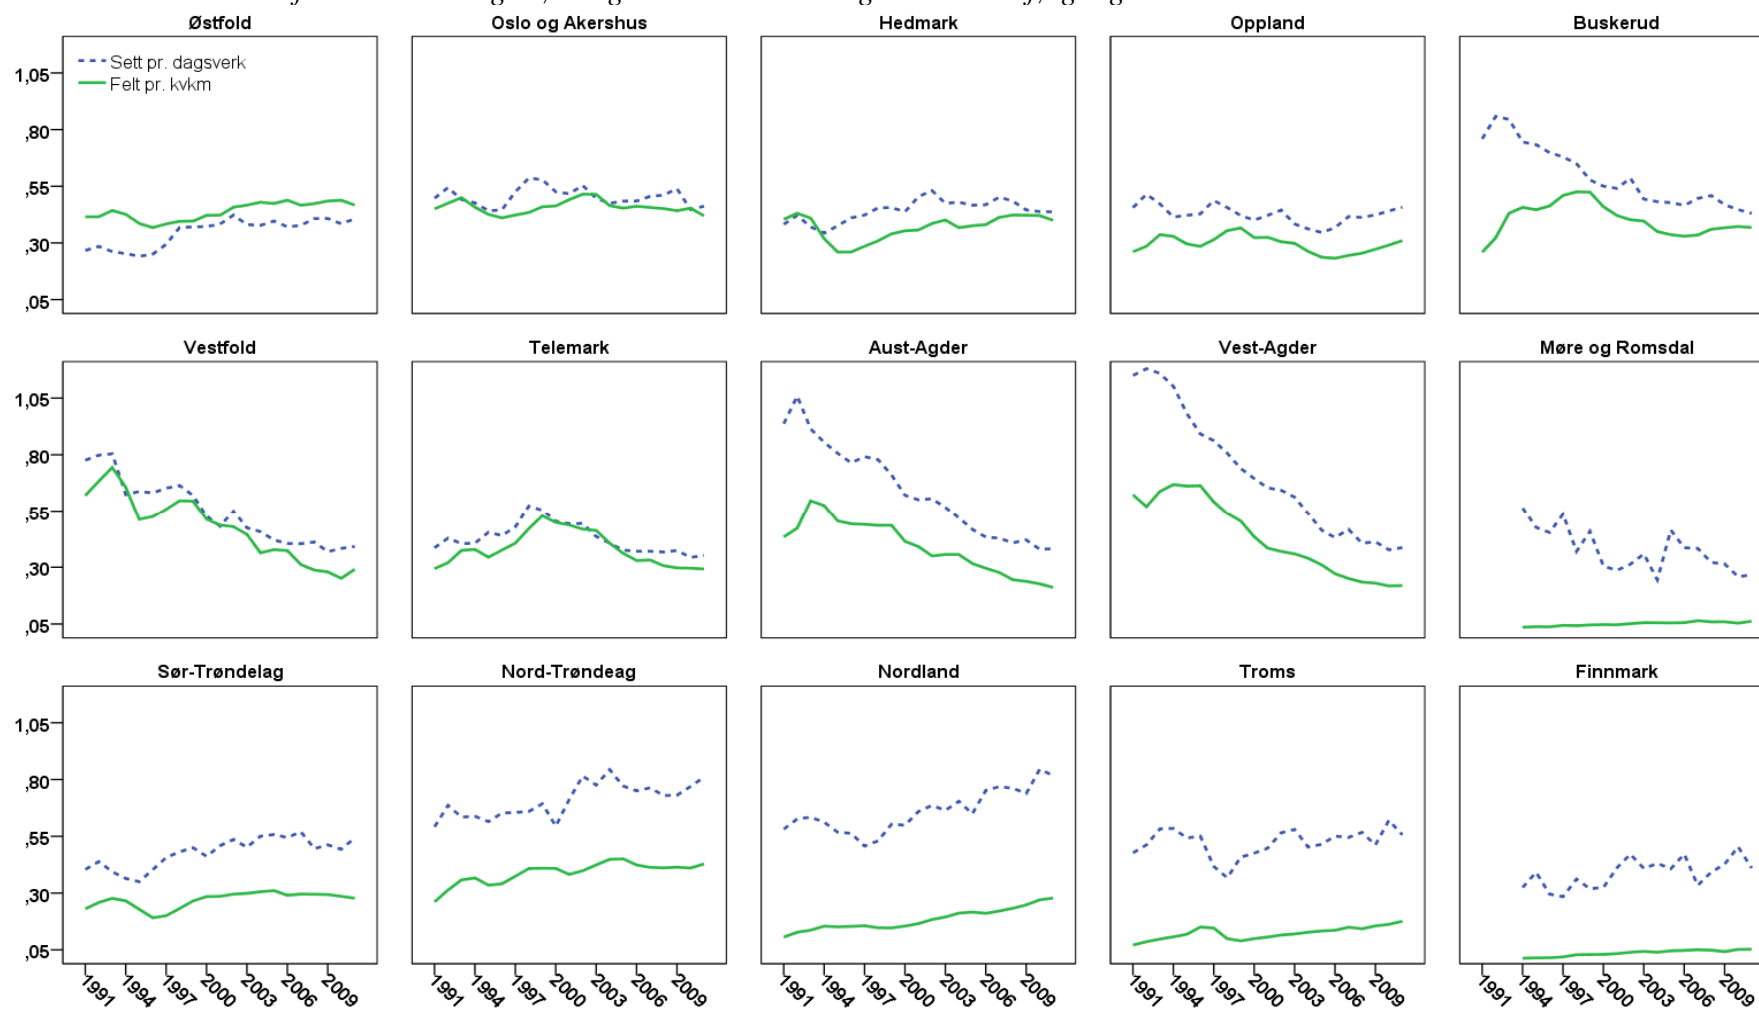 Østfold Oslo og Akershus Hedmark Oppland Buskerud
Sett pr. dagsverk
Felt pr. kvkm
1,05
,80
,55
,30
,05
Vestfold Telemark Aust-Agder Vest-Agder Møre og Romsdal
1,05
,80
,55
,30
,05
Sør-Trøndelag Nord-Trøndeag Nordland Troms Finnmark
1,05
,80
,55
,30
,05
1991 1994 1997 2000 2003 2006 2009 1991 1994 1997 2000 2003 2006 2009 1991 1994 1997 2000 2003 2006 2009 1991 1994 1997 2000 2003 2006 2009 1991 1994 1997 2000 2003 2006 2009